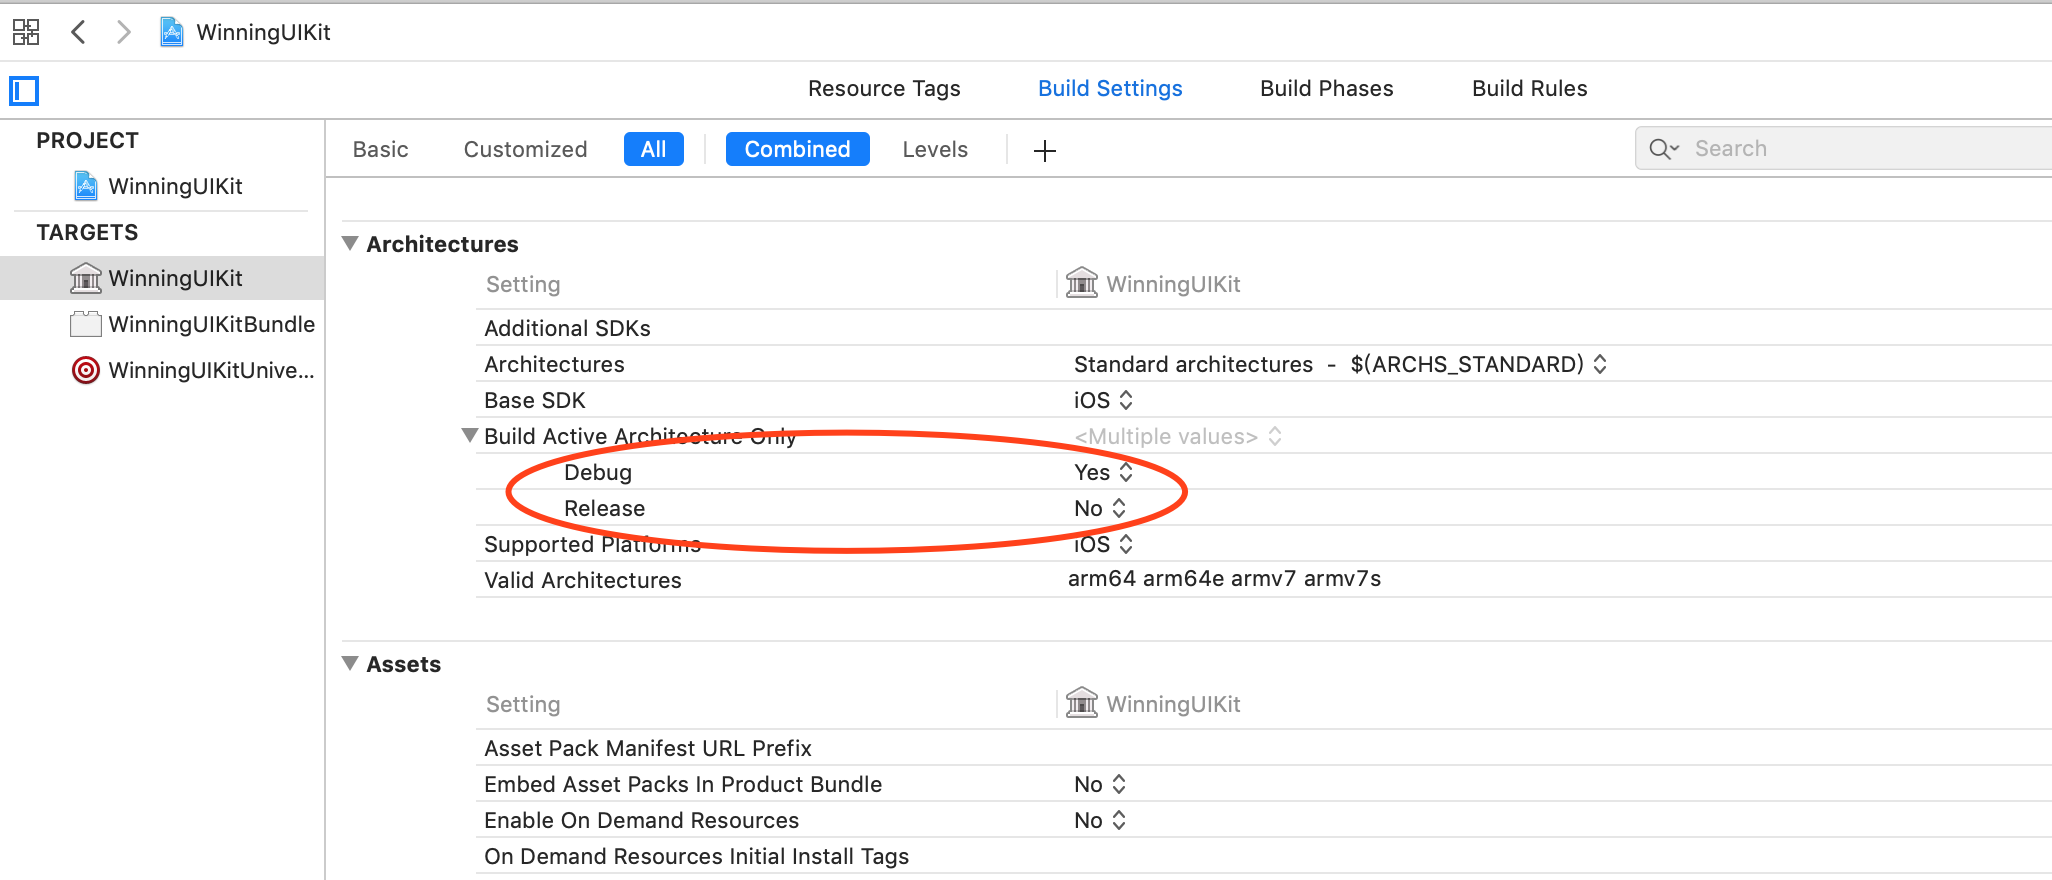 WinningUIKit
Resource Tags Build Settings Build Phases Build Rules
PROJECT
WinningUIKit
TARGETS
WinningUIKit
WinningUIKitBundle
WinningUIKitUnive...
Basic Customized All Combined Levels + Search
Architectures
Setting WinningUIKit
Additional SDKs
Architectures Standard architectures - $(ARCHS_STANDARD)
Base SDK iOS
Build Active Architecture Only <Multiple values>
Debug Yes
Release No
Supported Platforms iOS
Valid Architectures arm64 arm64e armv7 armv7s
Assets
Setting WinningUIKit
Asset Pack Manifest URL Prefix
Embed Asset Packs In Product Bundle No
Enable On Demand Resources No
On Demand Resources Initial Install Tags